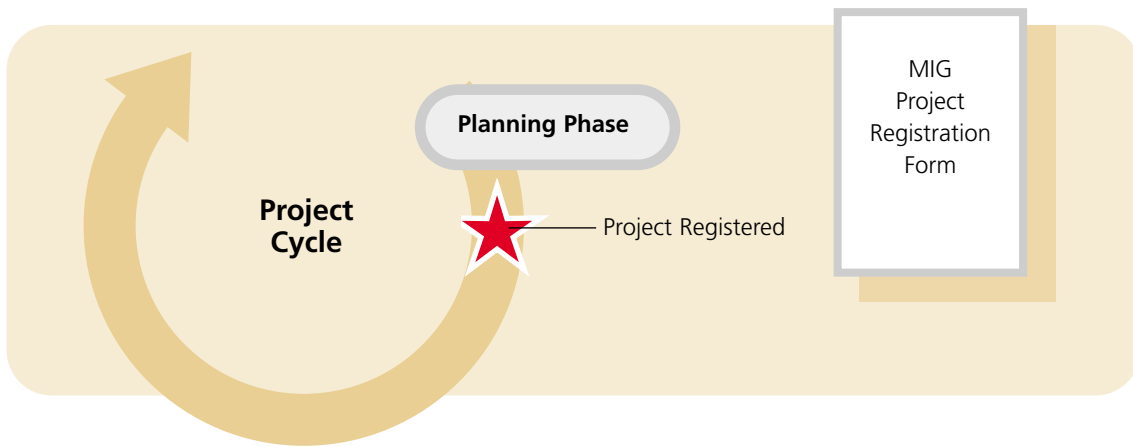 Planning Phase
Project
Cycle
Project Registered
MIG
Project
Registration
Form